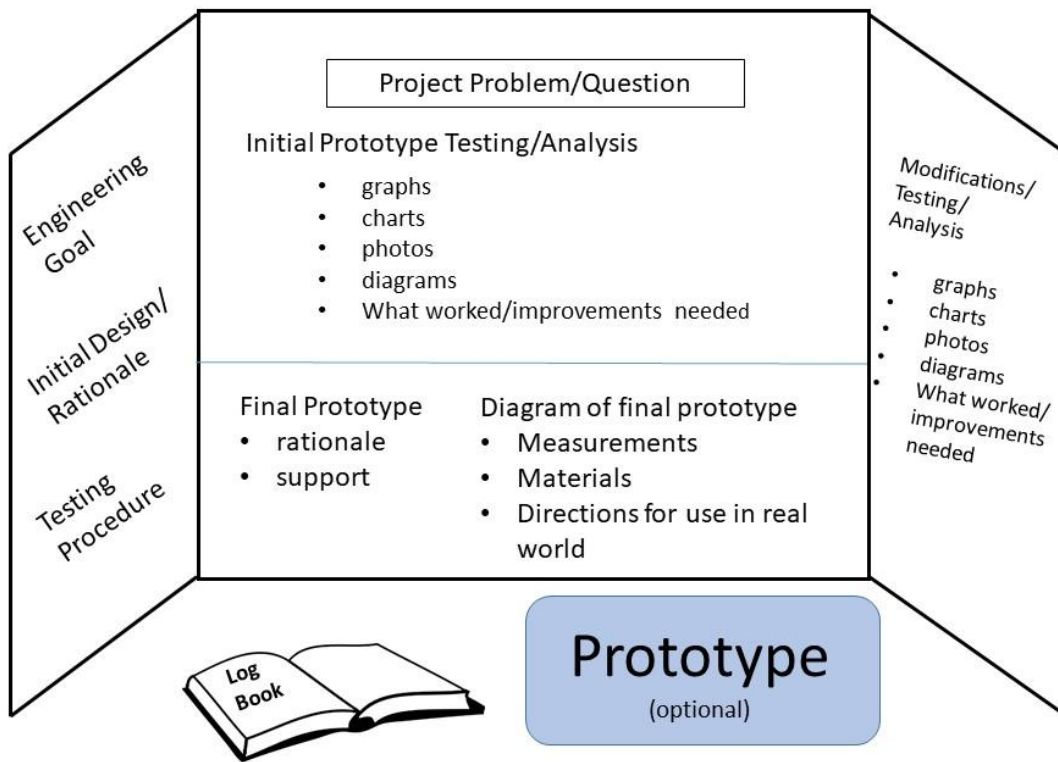 Engineering
Goal
Initial Design/
Rationale
Testing
Procedure
Project Problem/Question
Initial Prototype Testing/Analysis
• graphs
• charts
• photos
• diagrams
• What worked/improvements needed
Final Prototype
• rationale
• support
Diagram of final prototype
• Measurements
• Materials
• Directions for use in real
world
Modifications/
Testing/
Analysis
• graphs
• charts
• photos
• diagrams
• What worked/
improvements
needed
Log
Book
Prototype
(optional)